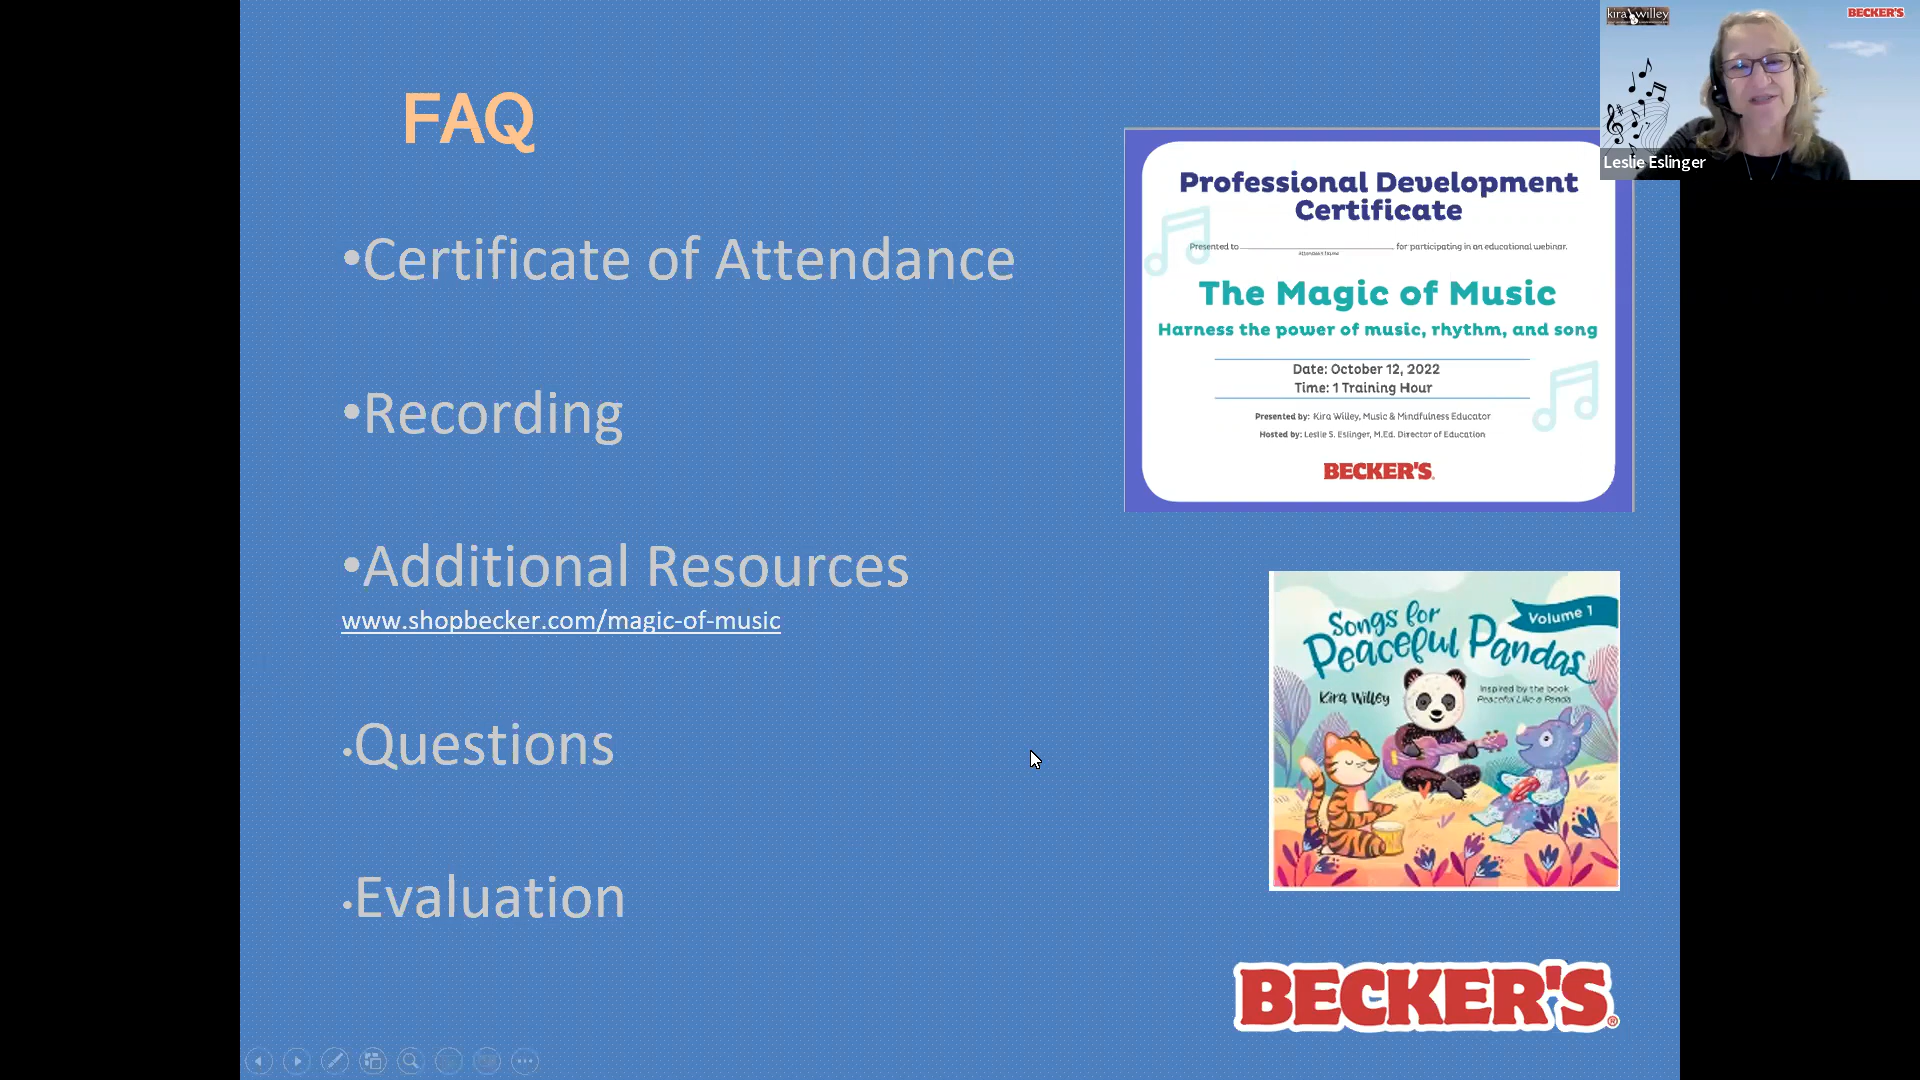 FAQ
•Certificate of Attendance
•Recording
•Additional Resources
www.shopbecker.com/magic-of-music
•Questions
•Evaluation
Professional Development
Certificate
Presented to for participating in an educational webinar.
The Magic of Music
Harness the power of music, rhythm, and song
Date: October 12, 2022
Time: 1 Training Hour
Presented by: Kira Willey, Music & Mindfulness Educator
Hosted by: Leslie S. Eslinger, M.Ed. Director of Education
BECKER'S
Songs for
Peaceful Pandas
Volume 1
Kira Willey
Inspired by the book,
Peaceful Like a Panda
BECKER'S®
kira willey
BECKER'S
Leslie Eslinger